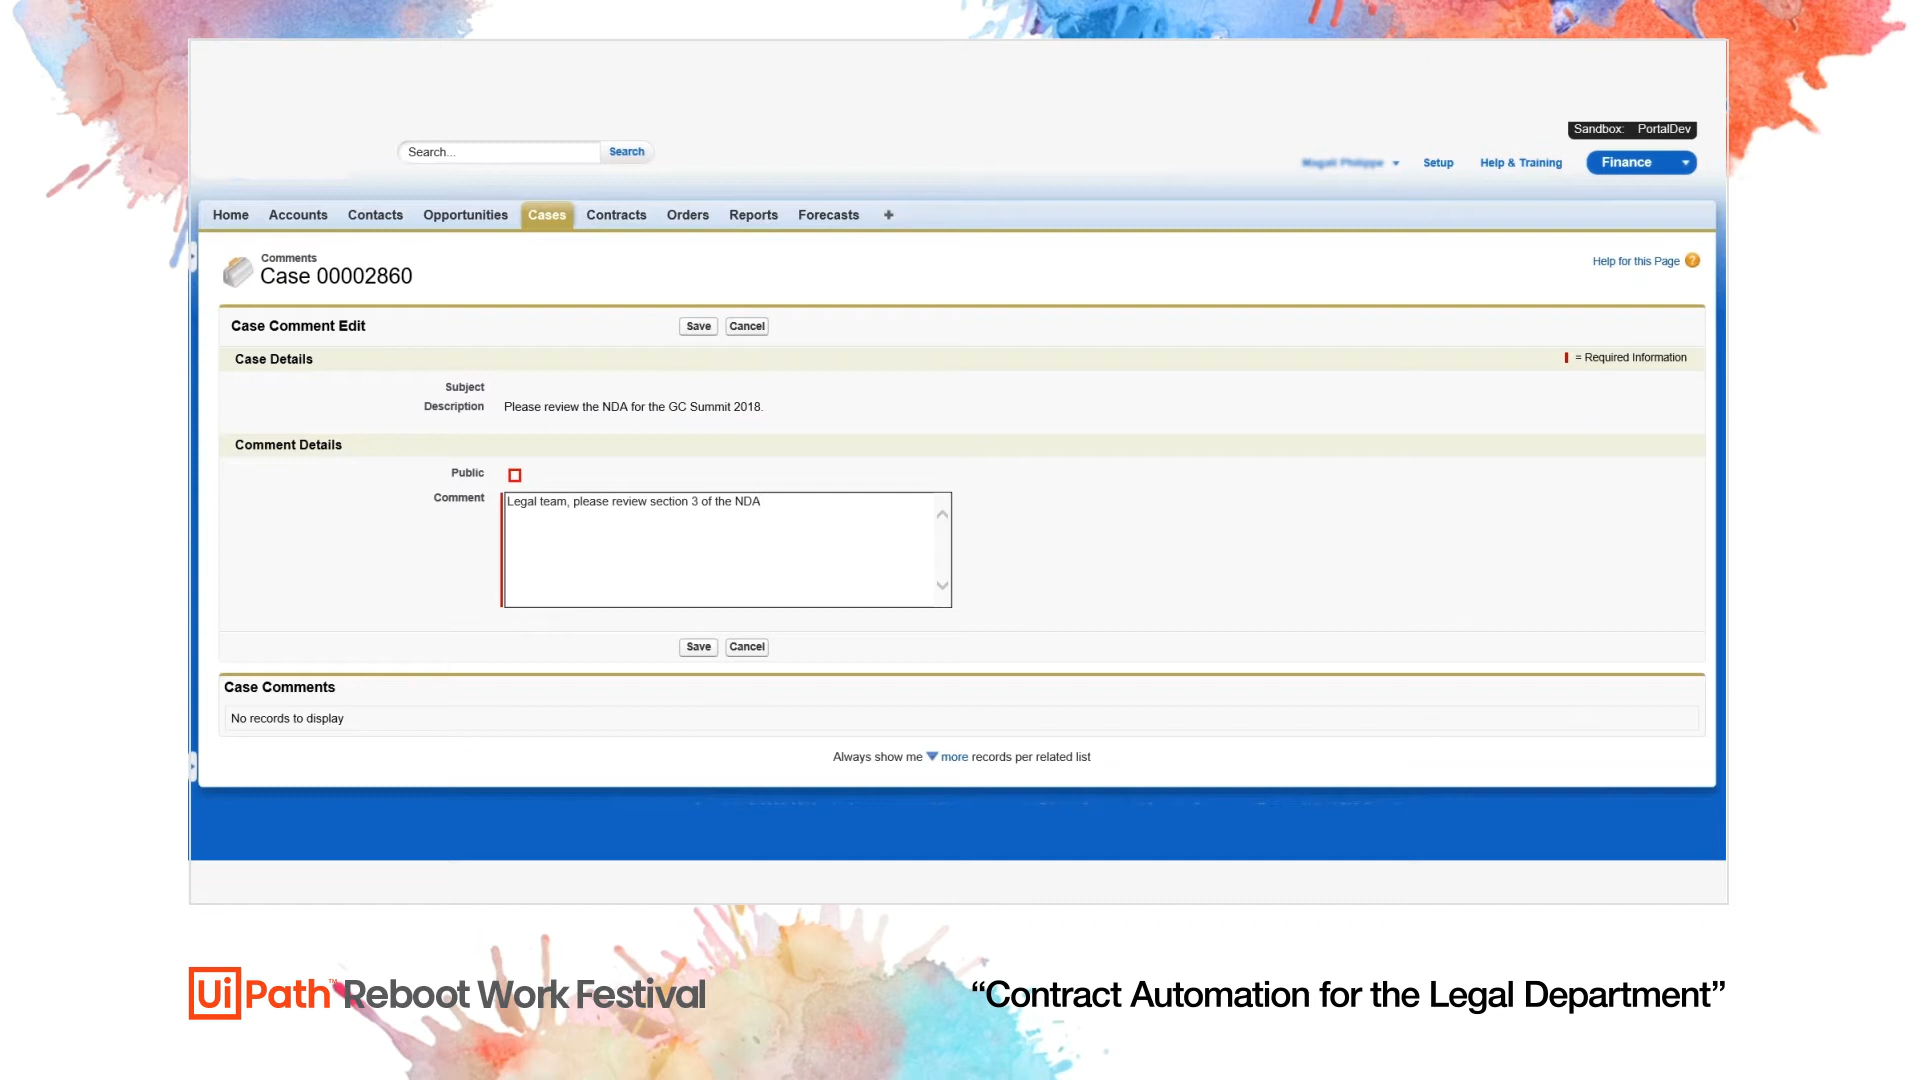 Sandbox: PortalDev
Search...
Search
Setup
Help & Training
Finance
Home Accounts Contacts Opportunities Cases Contracts Orders Reports Forecasts +
Comments
Case 00002860
Help for this Page
Case Comment Edit
Save Cancel
Case Details
= Required Information
Subject
Description Please review the NDA for the GC Summit 2018.
Comment Details
Public
Comment
Legal team, please review section 3 of the NDA
Save Cancel
Case Comments
No records to display
Always show me more records per related list
UiPath™ Reboot Work Festival
“Contract Automation for the Legal Department”